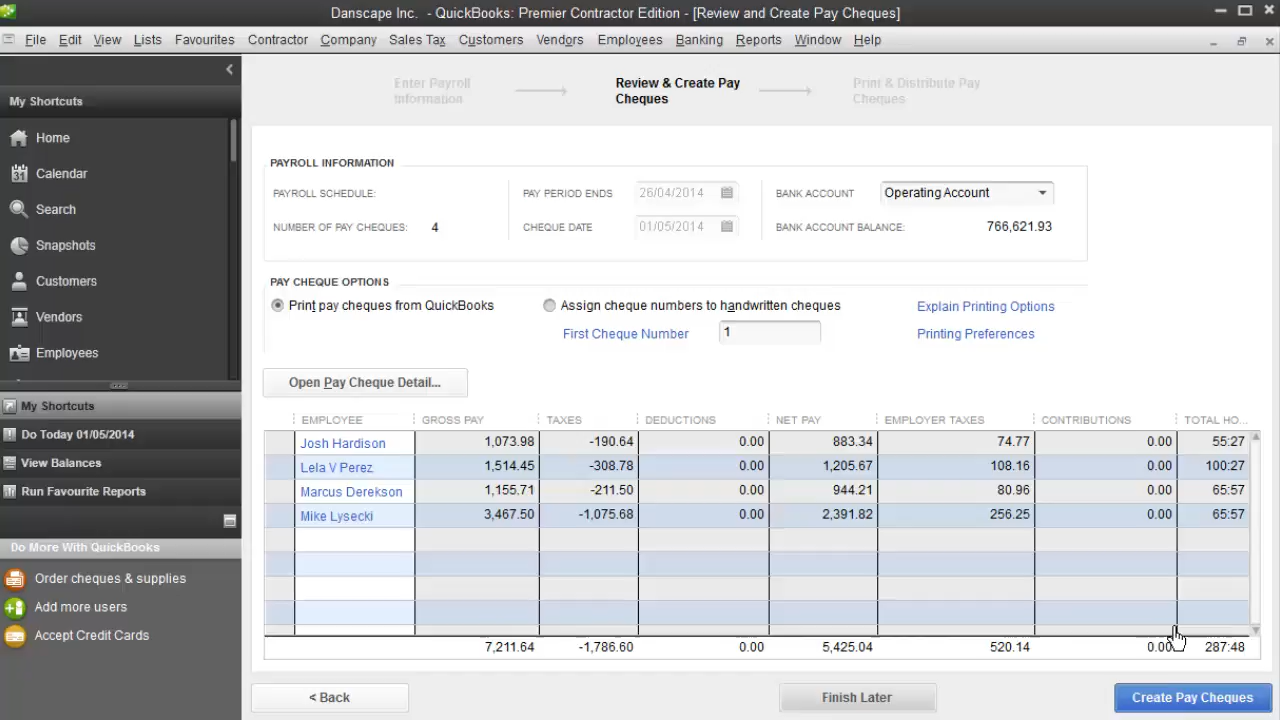 Danscape Inc. - QuickBooks: Premier Contractor Edition - [Review and Create Pay Cheques]
File Edit View Lists Favourites Contractor Company Sales Tax Customers Vendors Employees Banking Reports Window Help
My Shortcuts
Home
Calendar
Search
Snapshots
Customers
Vendors
Employees
My Shortcuts
Do Today 01/05/2014
View Balances
Run Favourite Reports
Do More With QuickBooks
Order cheques & supplies
Add more users
Accept Credit Cards
Enter Payroll
Information
Review & Create Pay
Cheques
Print & Distribute Pay
Cheques
PAYROLL INFORMATION
PAYROLL SCHEDULE: PAY PERIOD ENDS 26/04/2014 BANK ACCOUNT Operating Account
NUMBER OF PAY CHEQUES: 4 CHEQUE DATE 01/05/2014 BANK ACCOUNT BALANCE: 766,621.93
PAY CHEQUE OPTIONS
Print pay cheques from QuickBooks Assign cheque numbers to handwritten cheques Explain Printing Options
First Cheque Number 1 Printing Preferences
Open Pay Cheque Detail...
EMPLOYEE GROSS PAY TAXES DEDUCTIONS NET PAY EMPLOYER TAXES CONTRIBUTIONS TOTAL HO...
Josh Hardison 1,073.98 -190.64 0.00 883.34 74.77 0.00 55:27
Lela V Perez 1,514.45 -308.78 0.00 1,205.67 108.16 0.00 100:27
Marcus Derekson 1,155.71 -211.50 0.00 944.21 80.96 0.00 65:57
Mike Lysecki 3,467.50 -1,075.68 0.00 2,391.82 256.25 0.00 65:57
7,211.64 -1,786.60 0.00 5,425.04 520.14 0.00 287:48
< Back Finish Later Create Pay Cheques